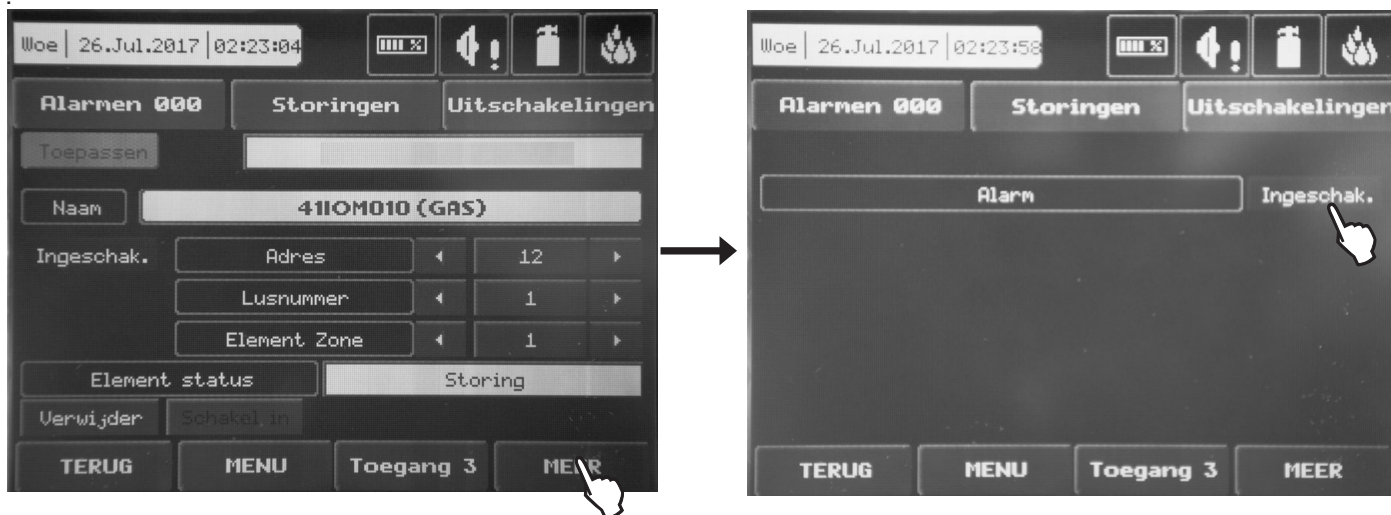 .
Woe 26.Jul.2017 02:23:04
Alarmen 000 Storingen Uitschakelingen
Toepassen
Naam 41IOM010 (GAS)
Ingeschak. Adres 12
Lusnummer 1
Element Zone 1
Element status Storing
Verwijder Schakel in
TERUG MENU Toegang 3 MEER
Woe 26.Jul.2017 02:23:58
Alarmen 000 Storingen Uitschakelingen
Alarm Ingeschak.
TERUG MENU Toegang 3 MEER